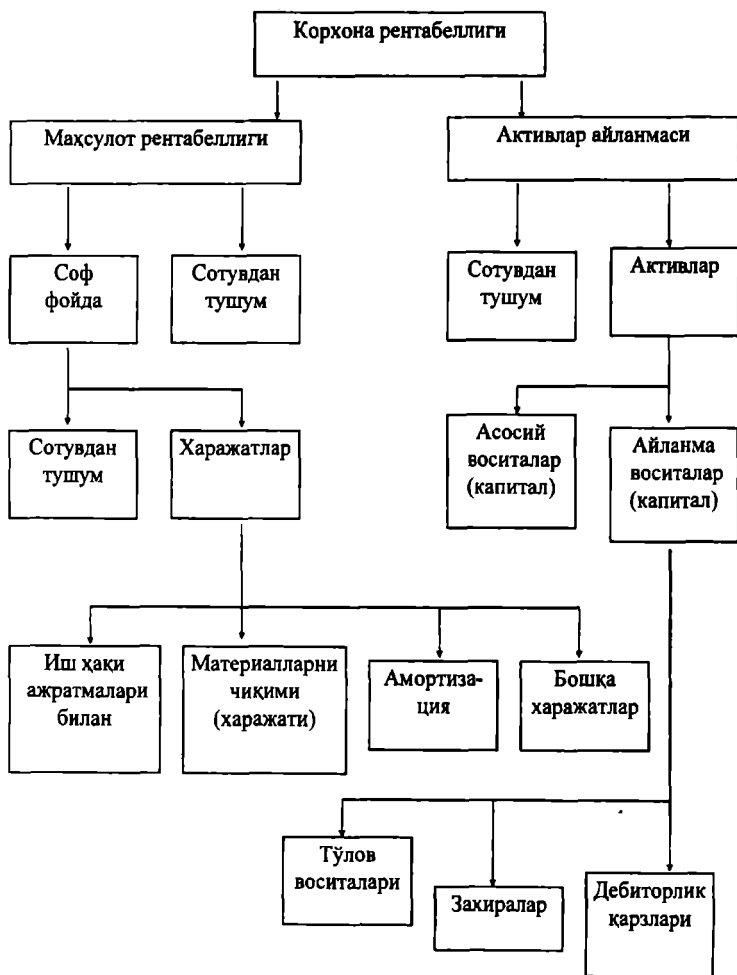 Корхона рентабеллиги
Маҳсулот рентабеллиги
Активлар айланмаси
Соф
фойда
Сотувдан
тушум
Сотувдан
тушум
Активлар
Сотувдан
тушум
Харажатлар
Асосий
воситалар
(капитал)
Айланма
воситалар
(капитал)
Иш ҳақи
ажратмалари
билан
Материалларни
чиқими
(харажати)
Амортиза-
ция
Бошқа
харажатлар
Тўлов
воситалари
Захиралар
Дебиторлик
қарзлари